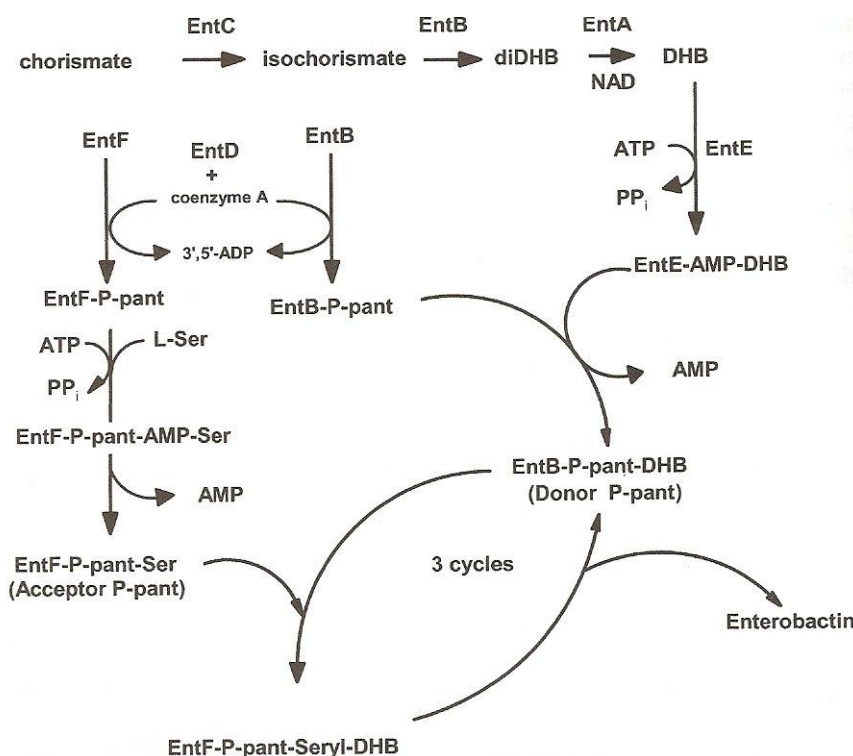 EntC EntB EntA
chorismate isochorismate diDHB DHB
NAD
EntF EntD EntB
+
coenzyme A
3',5'-ADP
ATP EntE
PPi
EntE-AMP-DHB
EntF-P-pant EntB-P-pant
ATP L-Ser
PPi
AMP
EntF-P-pant-AMP-Ser
AMP
EntB-P-pant-DHB
(Donor P-pant)
EntF-P-pant-Ser
(Acceptor P-pant)
3 cycles
Enterobactin
EntF-P-pant-Seryl-DHB